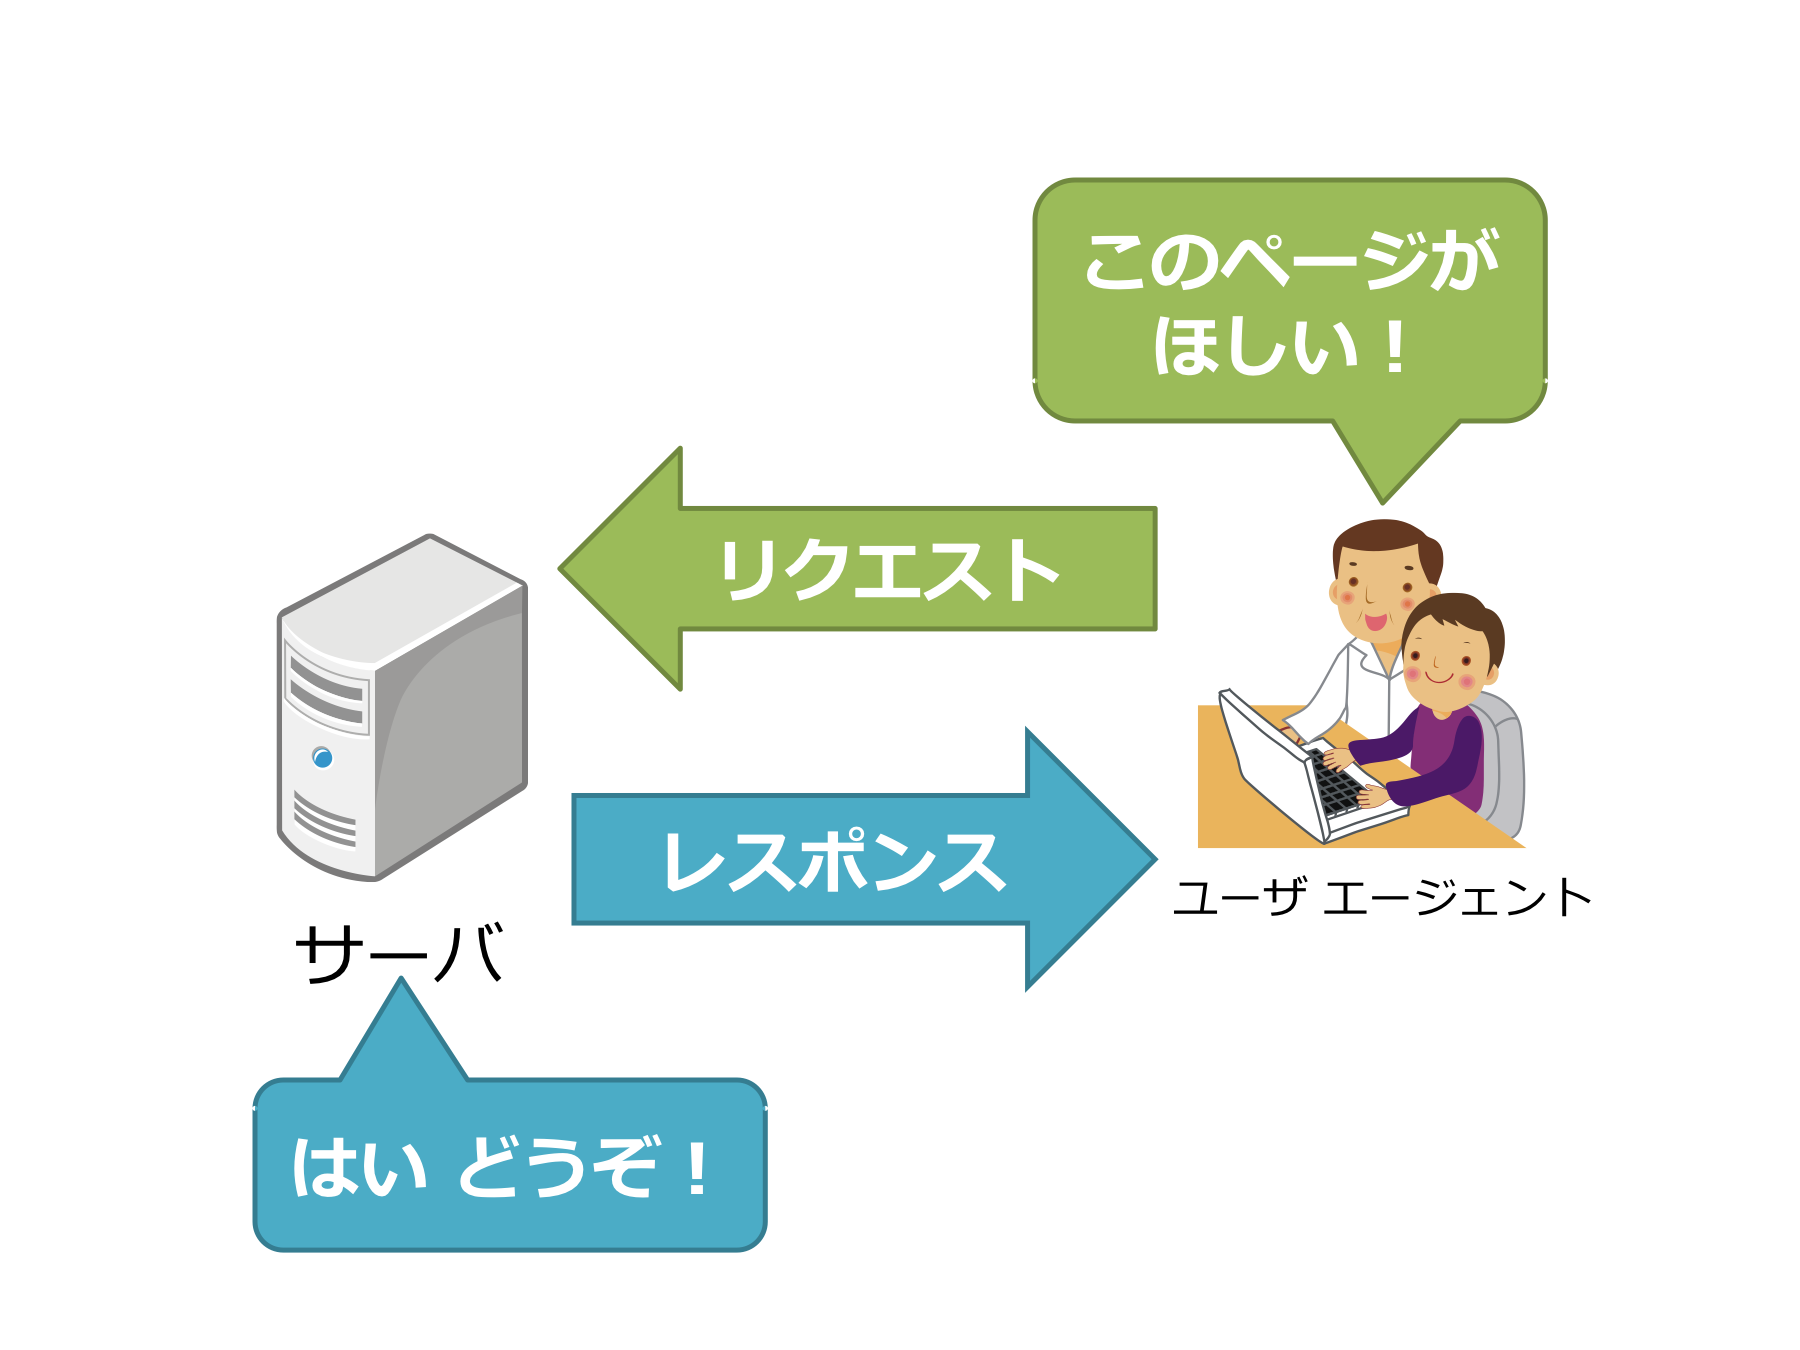 このページが
ほしい！
リクエスト
レスポンス
ユーザ エージェント
サーバ
はい どうぞ！